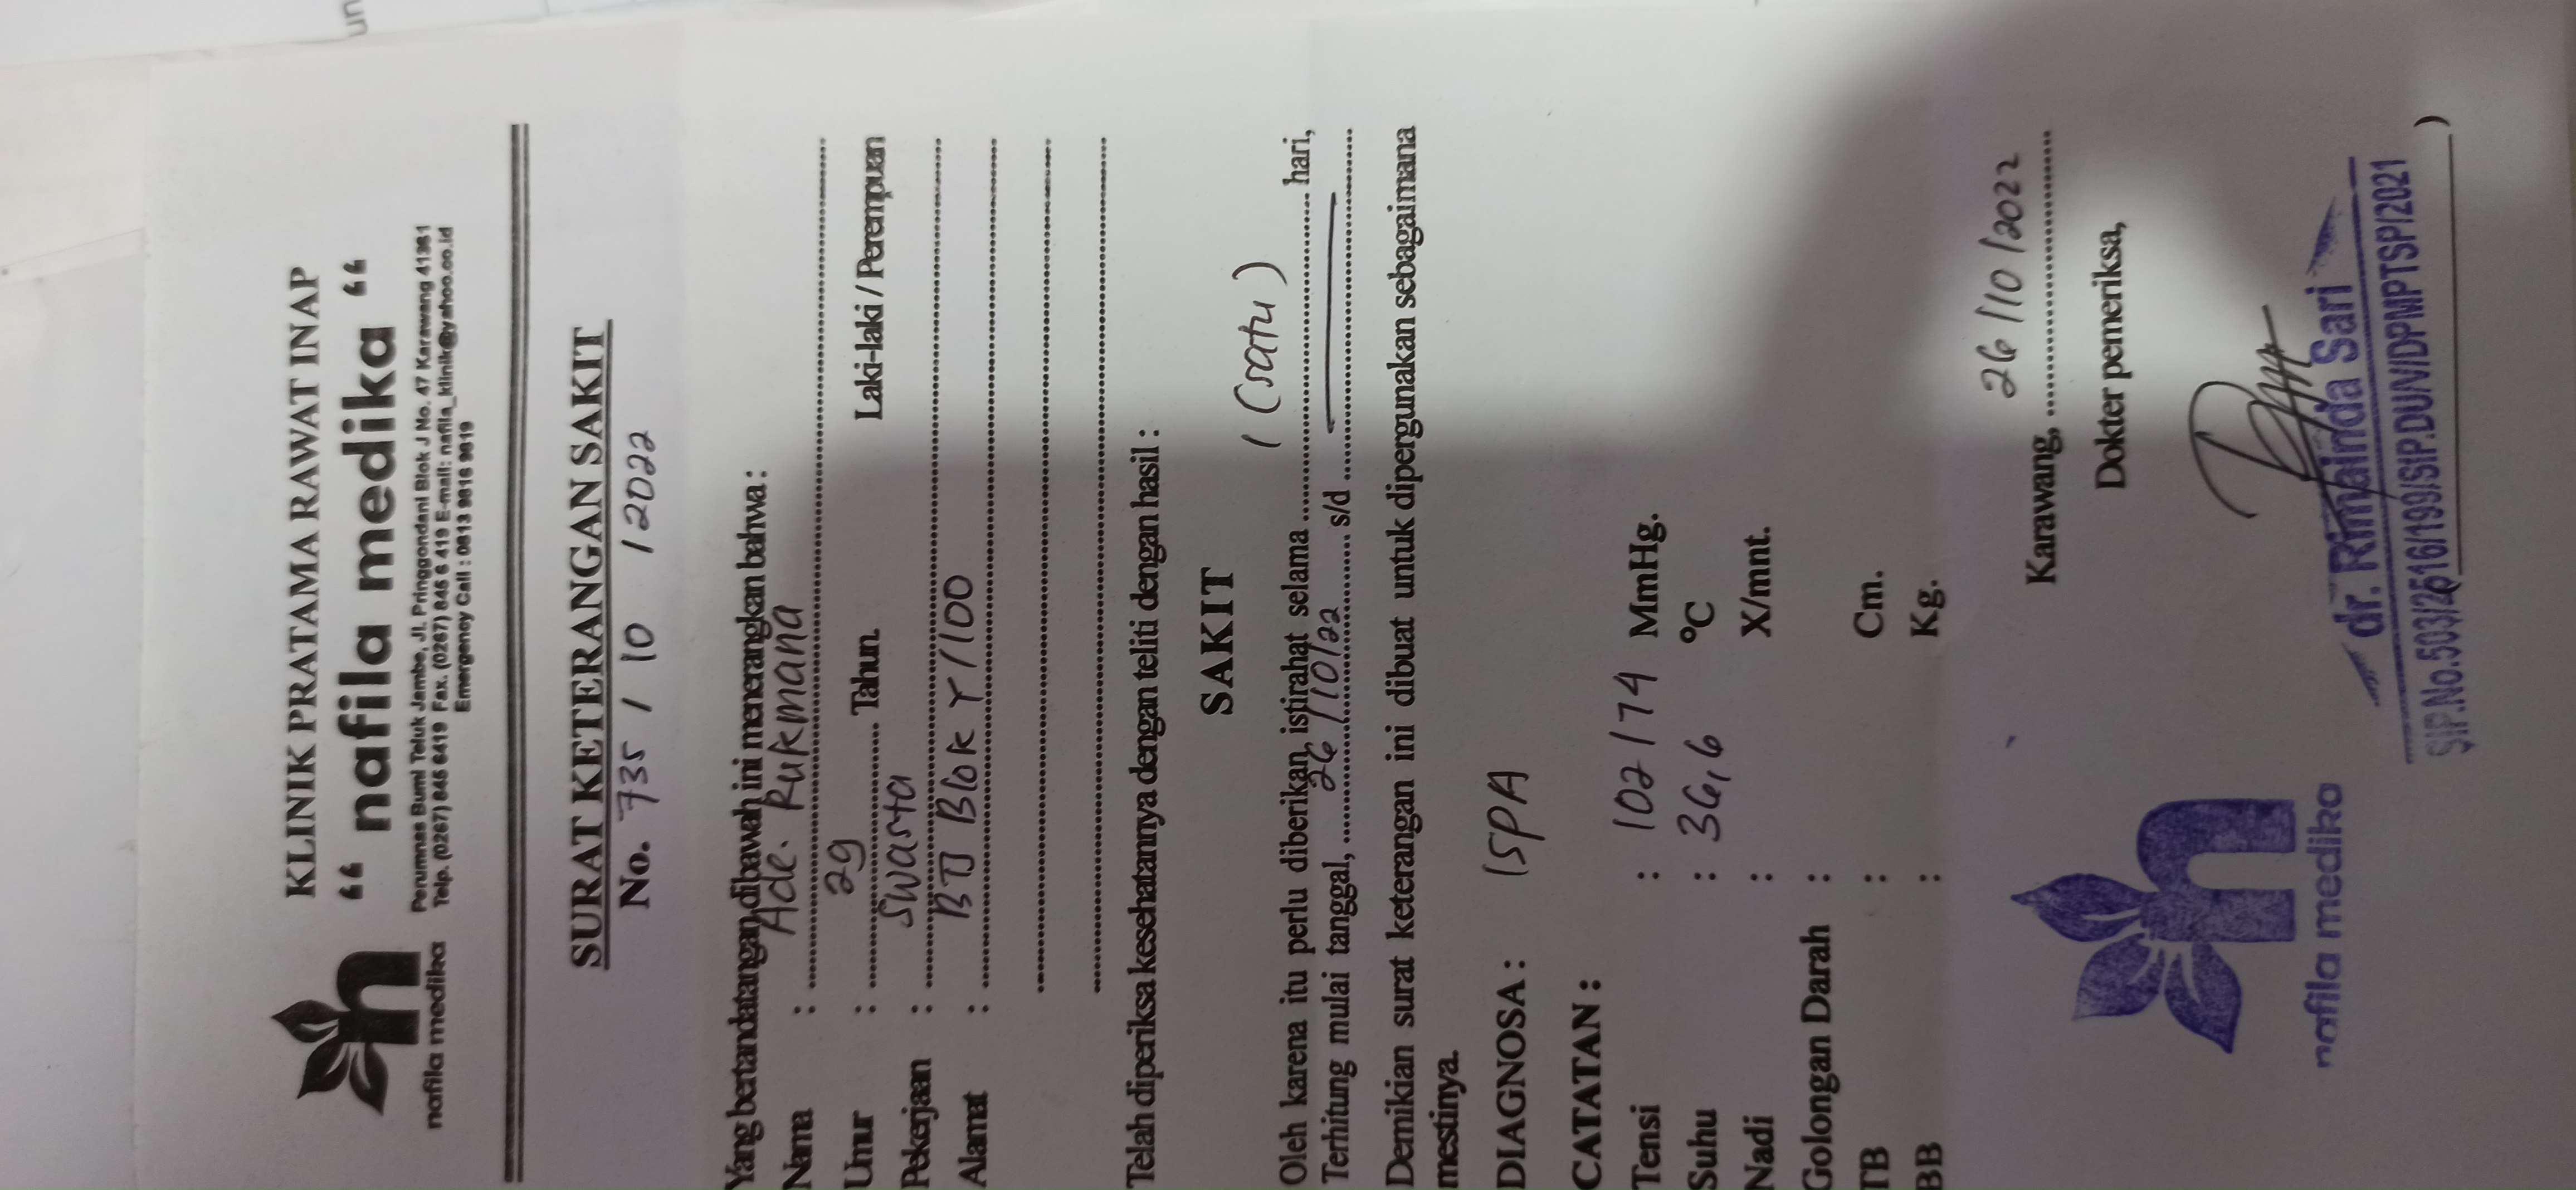 nafila medika
KLINIK PRATAMA RAWAT INAP
“ nafila medika “
Perumnas Bumi Teluk Jambe, Jl. Pringgondani Blok J No. 47 Karawang 41361
Telp. (0267) 845 6419 Fax. (0267) 845 6 419 E-mail: nafila_klinik@yahoo.co.id
Emergency Call : 0813 9816 9819
SURAT KETERANGAN SAKIT
No. 735 / 10 / 2022
Yang bertandatangan dibawah ini menerangkan bahwa :
Nama : Ade. Rukmana
Umur : 29 Tahun. Laki-laki / Perempuan
Pekerjaan : Swasta
Alamat : BTJ Blok Y/100
Telah diperiksa kesehatannya dengan teliti dengan hasil :
SAKIT
Oleh karena itu perlu diberikan istirahat selama 1 (satu) hari,
Terhitung mulai tanggal, 26/10/22 s/d
Demikian surat keterangan ini dibuat untuk dipergunakan sebagaimana
mestinya.
DIAGNOSA : ISPA
CATATAN :
Tensi : 102/74 MmHg.
Suhu : 36,6 °C
Nadi : X/mnt.
Golongan Darah :
TB : Cm.
BB : Kg.
Karawang, 26/10/2022
Dokter pemeriksa,
nafila medika
dr. Rimainda Sari
SIP.No.503/2516/199/SIP.DU/V/DPMPTSP/2021
( )